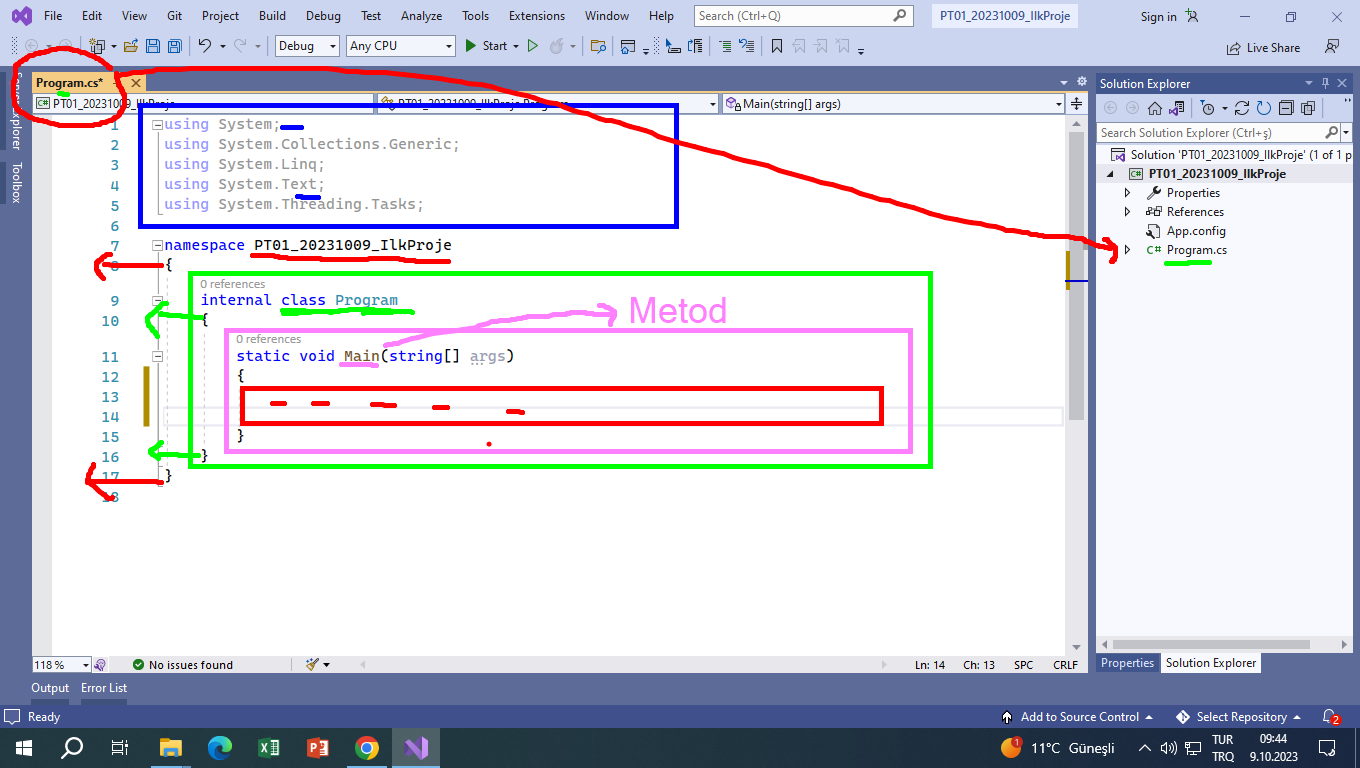 File Edit View Git Project Build Debug Test Analyze Tools Extensions Window Help Search (Ctrl+Q) PT01_20231009_IlkProje Sign in
Debug Any CPU Start Live Share
Program.cs*
PT01_20231009_IlkProje Main(string[] args)
Server Explorer
Toolbox
1 using System;
2 using System.Collections.Generic;
3 using System.Linq;
4 using System.Text;
5 using System.Threading.Tasks;
6
7 namespace PT01_20231009_IlkProje
8 {
0 references
9 internal class Program
10 {
Metod
0 references
11 static void Main(string[] args)
12 {
13
14
15 }
16 }
17 }
18
Solution Explorer
Search Solution Explorer (Ctrl+ş)
Solution 'PT01_20231009_IlkProje' (1 of 1 p
PT01_20231009_IlkProje
Properties
References
App.config
C# Program.cs
118 % No issues found Ln: 14 Ch: 13 SPC CRLF
Properties Solution Explorer
Output Error List
Ready Add to Source Control Select Repository 2
1 11°C Güneşli TUR TRQ 09:44 9.10.2023